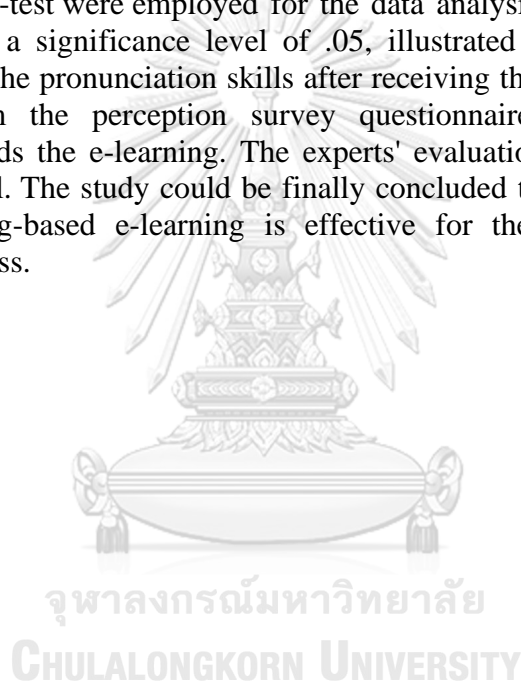 -test were employed for the data analysis
a significance level of .05, illustrated
he pronunciation skills after receiving th
the perception survey questionnaire
ds the e-learning. The experts' evaluatio
l. The study could be finally concluded t
g-based e-learning is effective for the
ss.
จุฬาลงกรณ์มหาวิทยาลัย
CHULALONGKORN UNIVERSITY